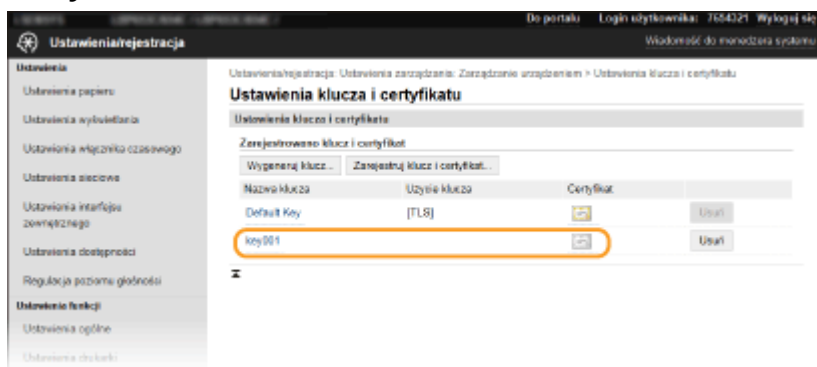 Do portalu Login użytkownika: 7654321 Wyloguj się
Ustawienia/rejestracja
Wiadomość do menedżera systemu
Ustawienia
Ustawienia papieru
Ustawienia wyświetlania
Ustawienia włącznika czasowego
Ustawienia sieciowe
Ustawienia interfejsu
zewnętrznego
Ustawienia dostępności
Regulacja poziomu głośności
Ustawienia funkcji
Ustawienia ogólne
Ustawienia drukarki
Ustawienia/rejestracja: Ustawienia zarządzania: Zarządzanie urządzeniem > Ustawienia klucza i certyfikatu
Ustawienia klucza i certyfikatu
Ustawienia klucza i certyfikatu
Zarejestrowano klucz i certyfikat
Wygeneruj klucz... Zarejestruj klucz i certyfikat...
Nazwa klucza Użycie klucza Certyfikat
Default Key [TLS] Usuń
key001 Usuń